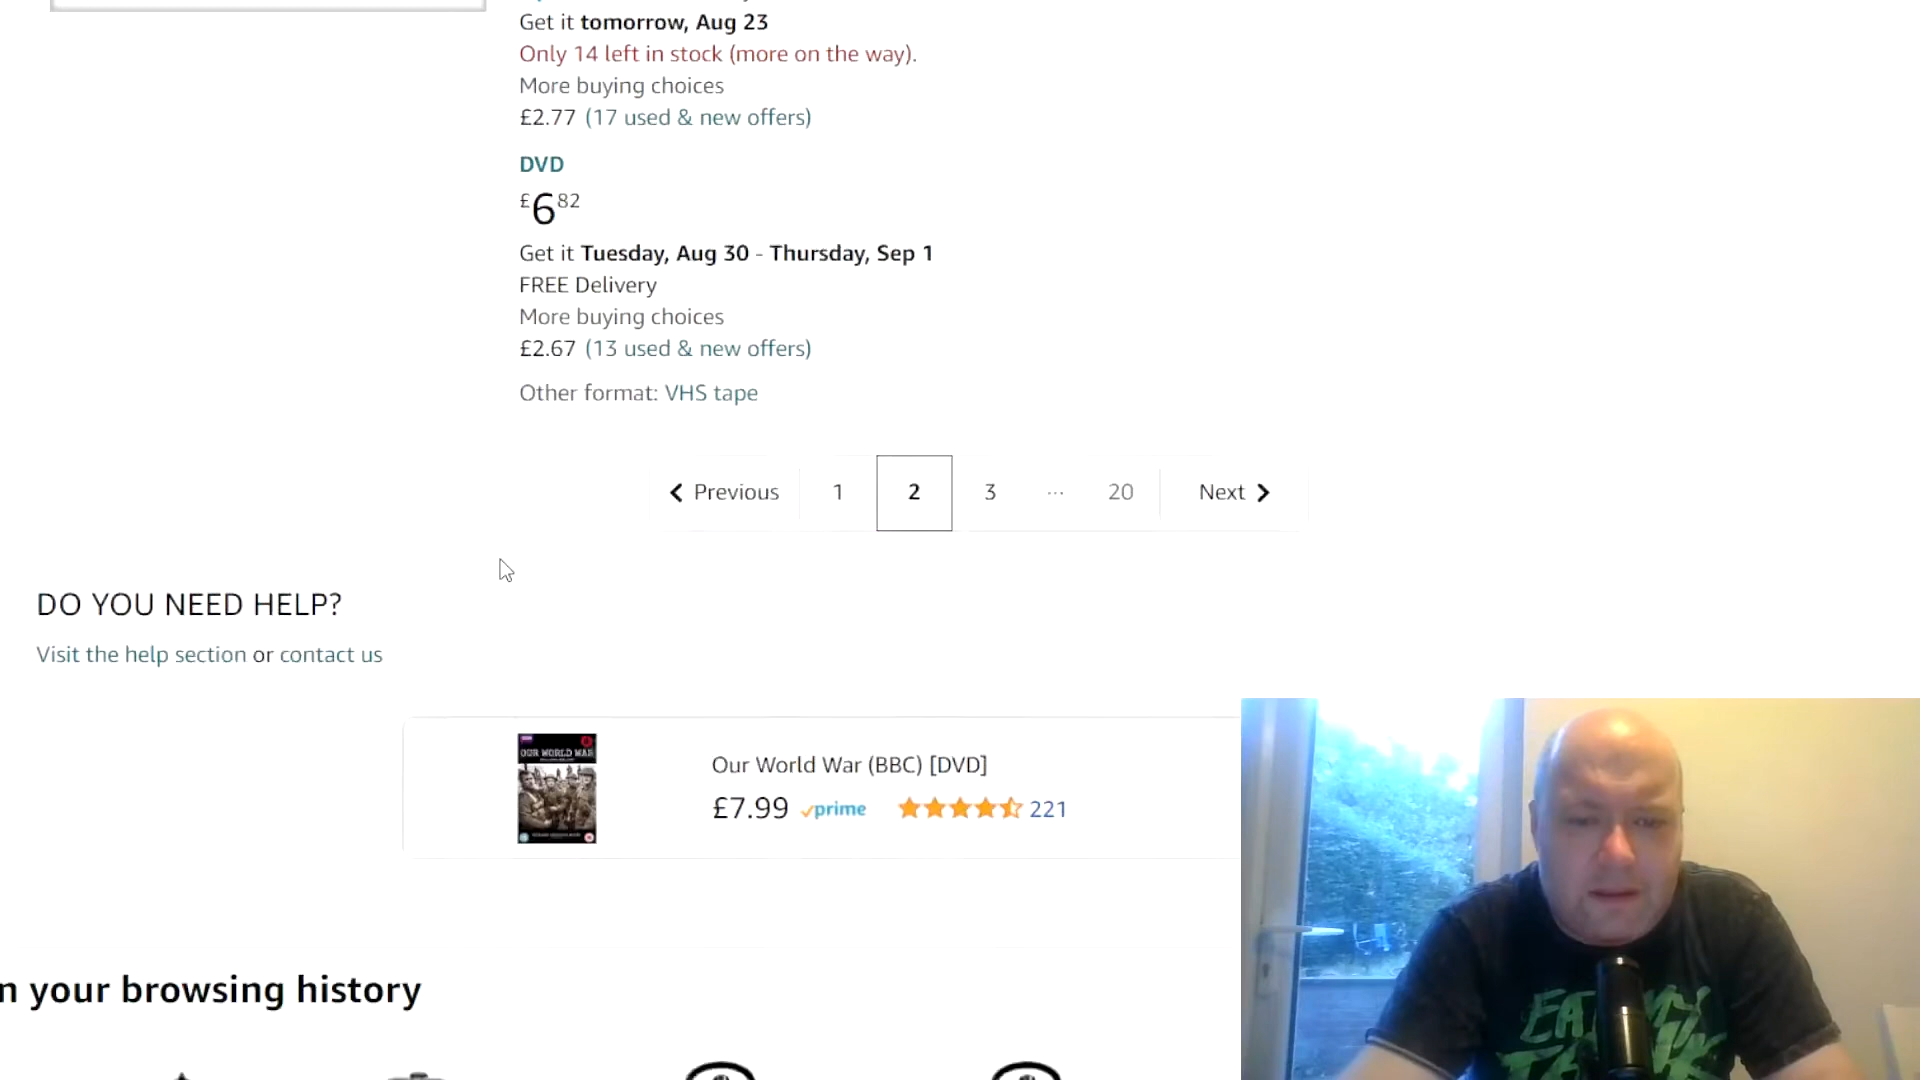 Get it tomorrow, Aug 23
Only 14 left in stock (more on the way).
More buying choices
£2.77 (17 used & new offers)
DVD
£6 82
Get it Tuesday, Aug 30 - Thursday, Sep 1
FREE Delivery
More buying choices
£2.67 (13 used & new offers)
Other format: VHS tape
Previous 1 2 3 ... 20 Next
DO YOU NEED HELP?
Visit the help section or contact us
OUR WORLD WAR
Our World War (BBC) [DVD]
£7.99 prime 221
n your browsing history